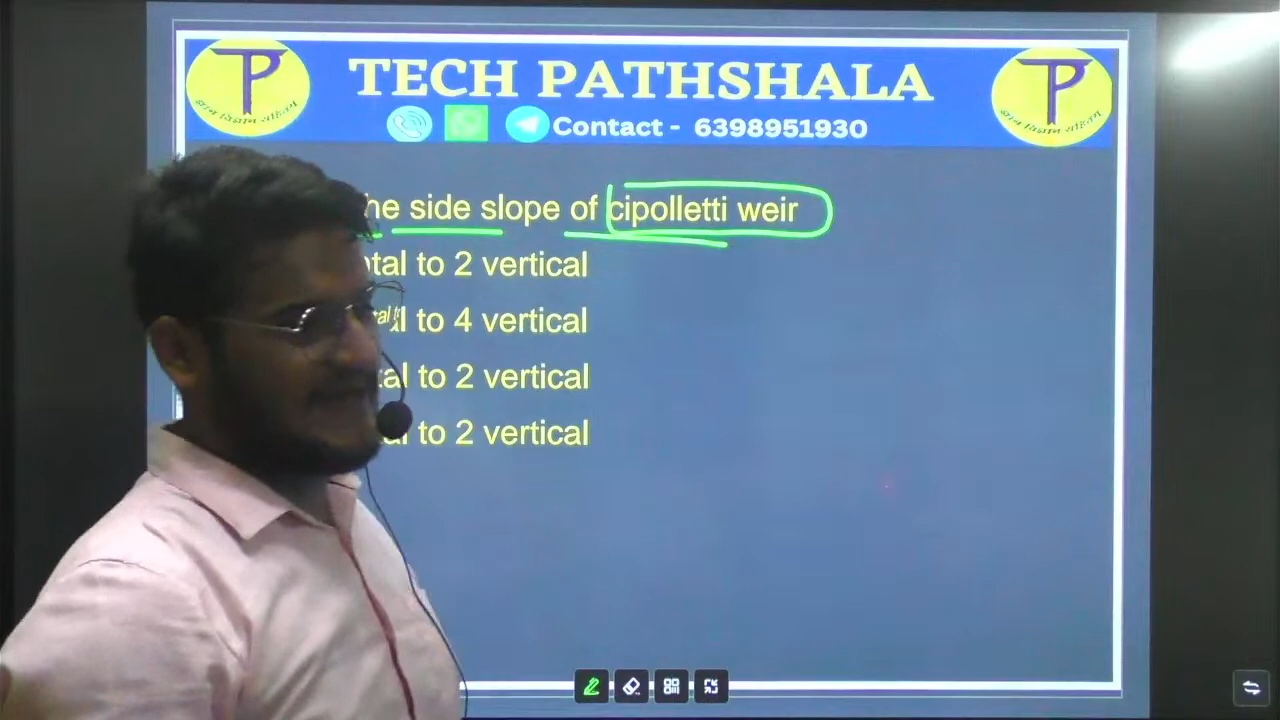 TECH PATHSHALA
Contact - 6398951930
he side slope of cipolletti weir
tal to 2 vertical
to 4 vertical
tal to 2 vertical
to 2 vertical